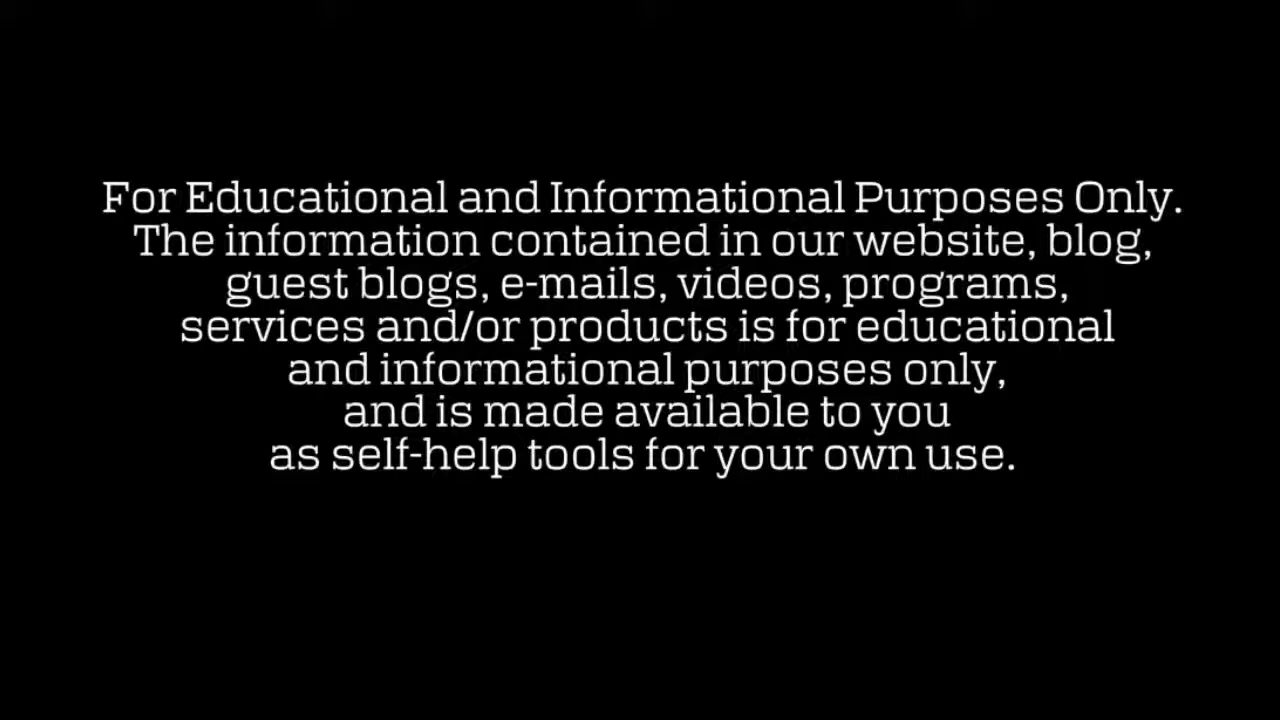 For Educational and Informational Purposes Only.
The information contained in our website, blog,
guest blogs, e-mails, videos, programs,
services and/or products is for educational
and informational purposes only,
and is made available to you
as self-help tools for your own use.